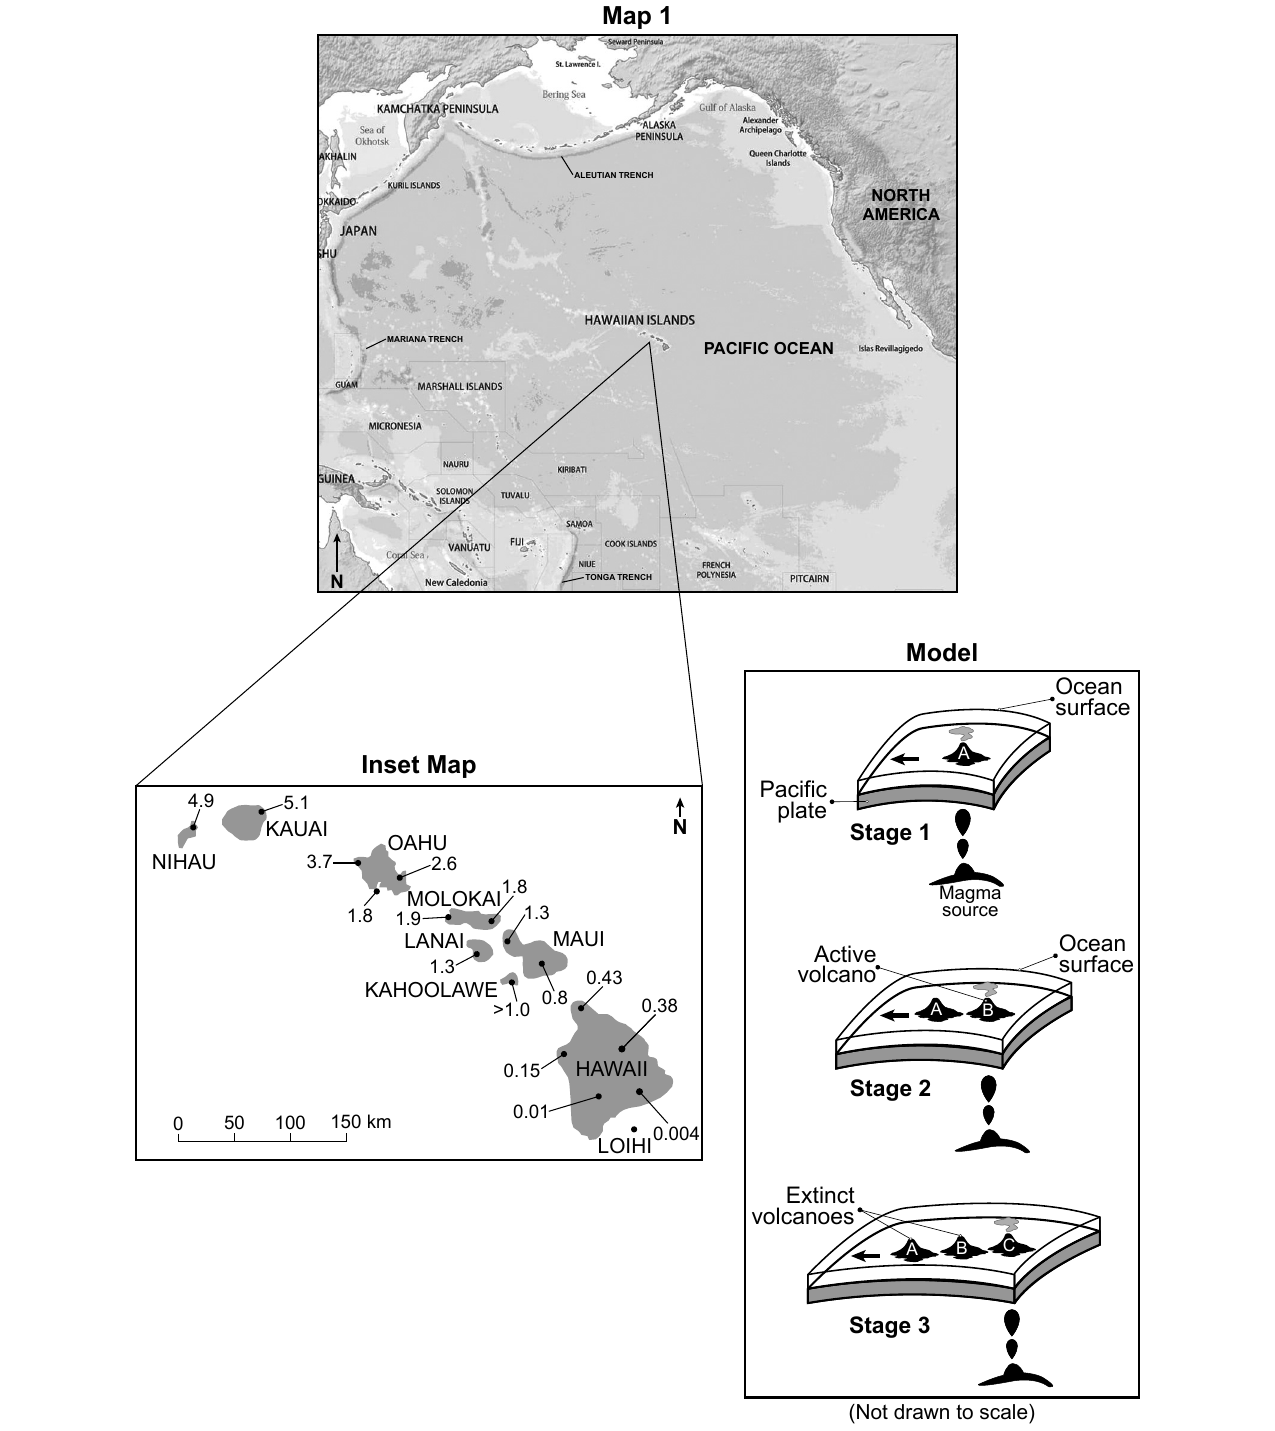 Map 1
Seward Peninsula
St. Lawrence I.
Bering Sea
KAMCHATKA PENINSULA
Gulf of Alaska
Sea of
Okhotsk
ALASKA
PENINSULA
Alexander
Archipelago
AKHALIN
Queen Charlotte
Islands
ALEUTIAN TRENCH
KURIL ISLANDS
NORTH
AMERICA
OKKAIDO
JAPAN
SHU
HAWAIIAN ISLANDS
PACIFIC OCEAN
Islas Revillagigedo
MARIANA TRENCH
GUAM
MARSHALL ISLANDS
MICRONESIA
NAURU
KIRIBATI
GUINEA
SOLOMON
ISLANDS
TUVALU
SAMOA
FIJI
COOK ISLANDS
VANUATU
Coral Sea
NIUE
FRENCH
POLYNESIA
TONGA TRENCH
PITCAIRN
New Caledonia
N
Inset Map
4.9
5.1
KAUAI
NIHAU
N
OAHU
3.7
2.6
1.8
MOLOKAI
1.8
1.9
1.3
LANAI
MAUI
1.3
KAHOOLAWE
>1.0
0.8
0.43
0.38
0.15
HAWAII
0.01
0.004
LOIHI
0 50 100 150 km
Model
Ocean
surface
A
Pacific
plate
Stage 1
Magma
source
Active
volcano
Ocean
surface
A B
Stage 2
Extinct
volcanoes
A B C
Stage 3
(Not drawn to scale)